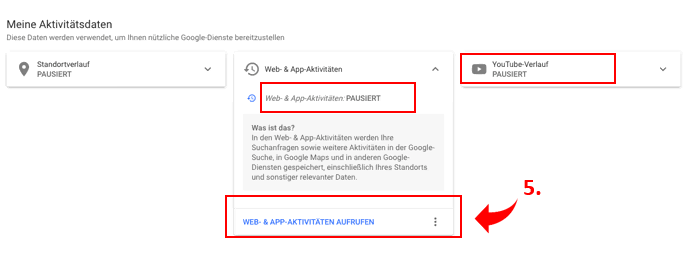 Meine Aktivitätsdaten
Diese Daten werden verwendet, um Ihnen nützliche Google-Dienste bereitzustellen
Standortverlauf
PAUSIERT
Web- & App-Aktivitäten
Web- & App-Aktivitäten: PAUSIERT
Was ist das?
In den Web- & App-Aktivitäten werden Ihre
Suchanfragen sowie weitere Aktivitäten in der Google-
Suche, in Google Maps und in anderen Google-
Diensten gespeichert, einschließlich Ihres Standorts
und sonstiger relevanter Daten.
WEB- & APP-AKTIVITÄTEN AUFRUFEN
YouTube-Verlauf
PAUSIERT
5.